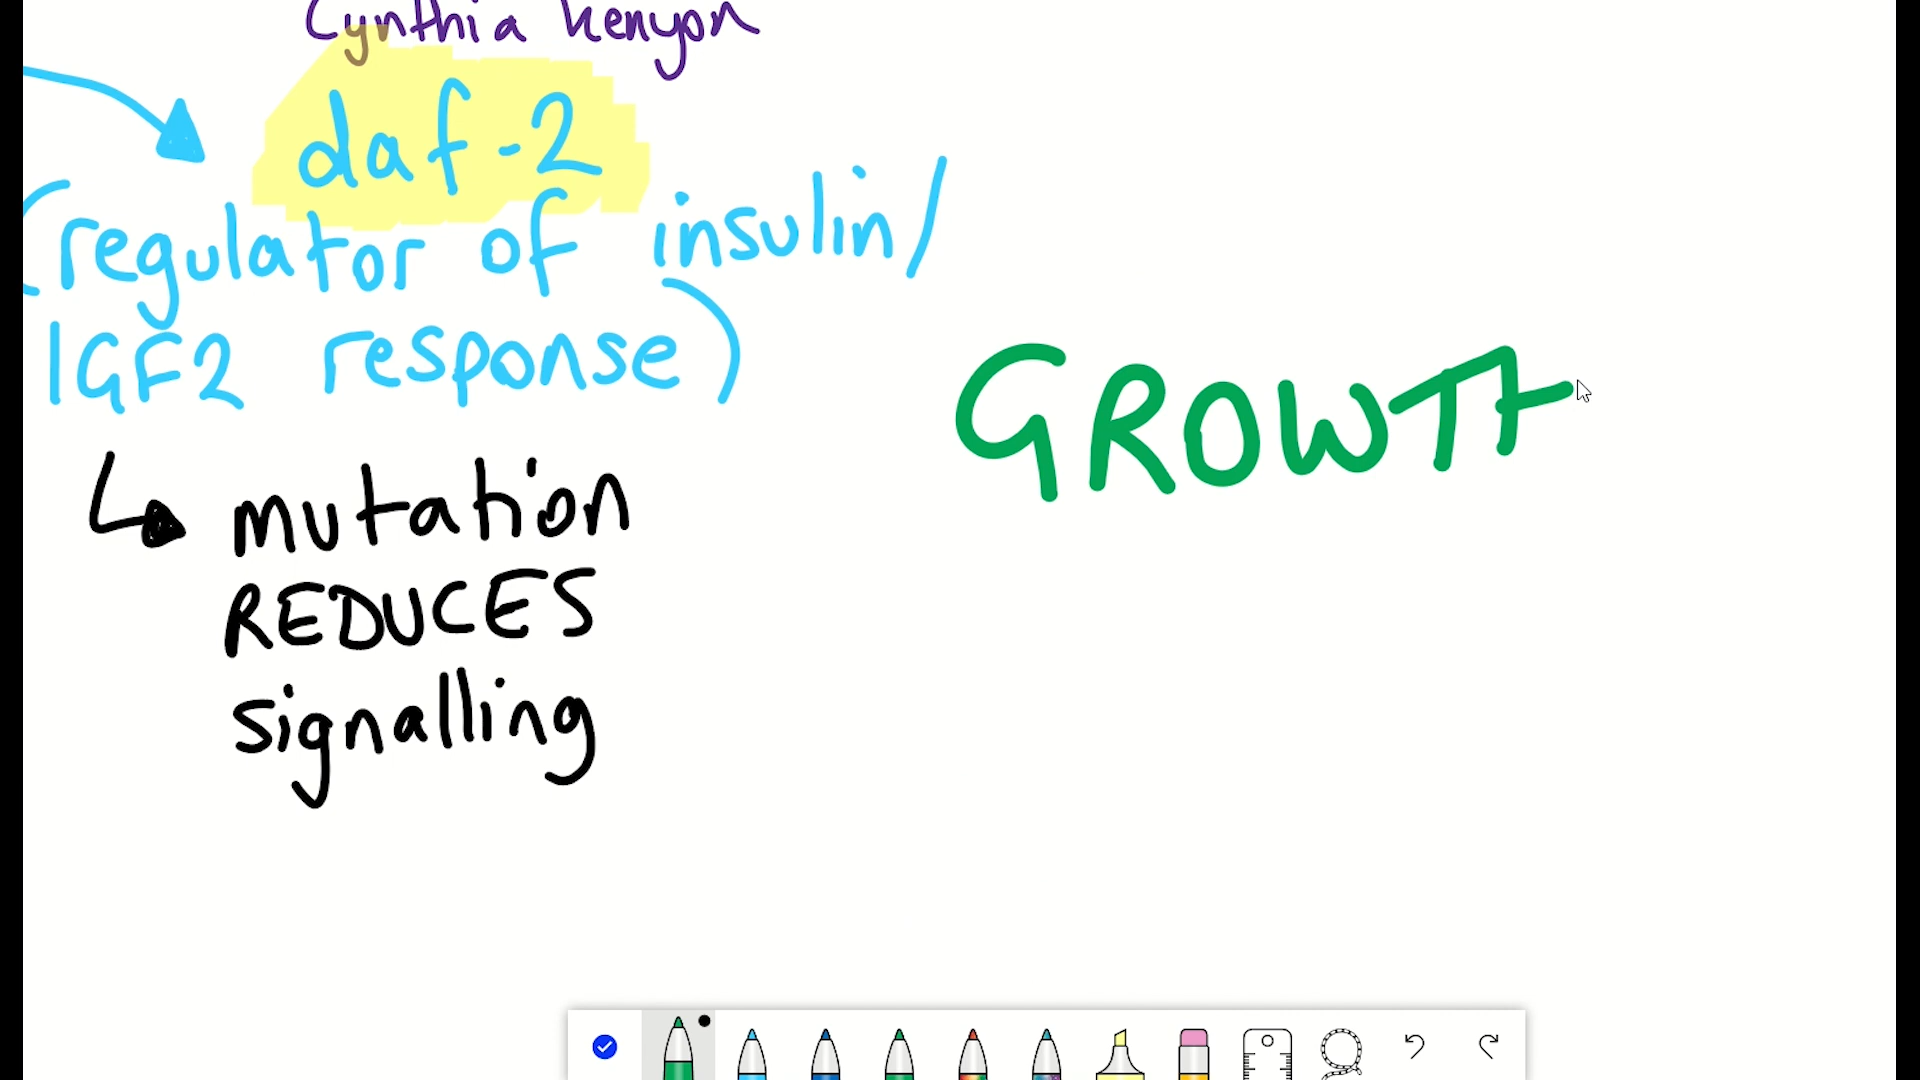 Cynthia Kenyon
daf-2
(regulator of insulin/
IGF2 response)
mutation
REDUCES
signalling
GROWTH